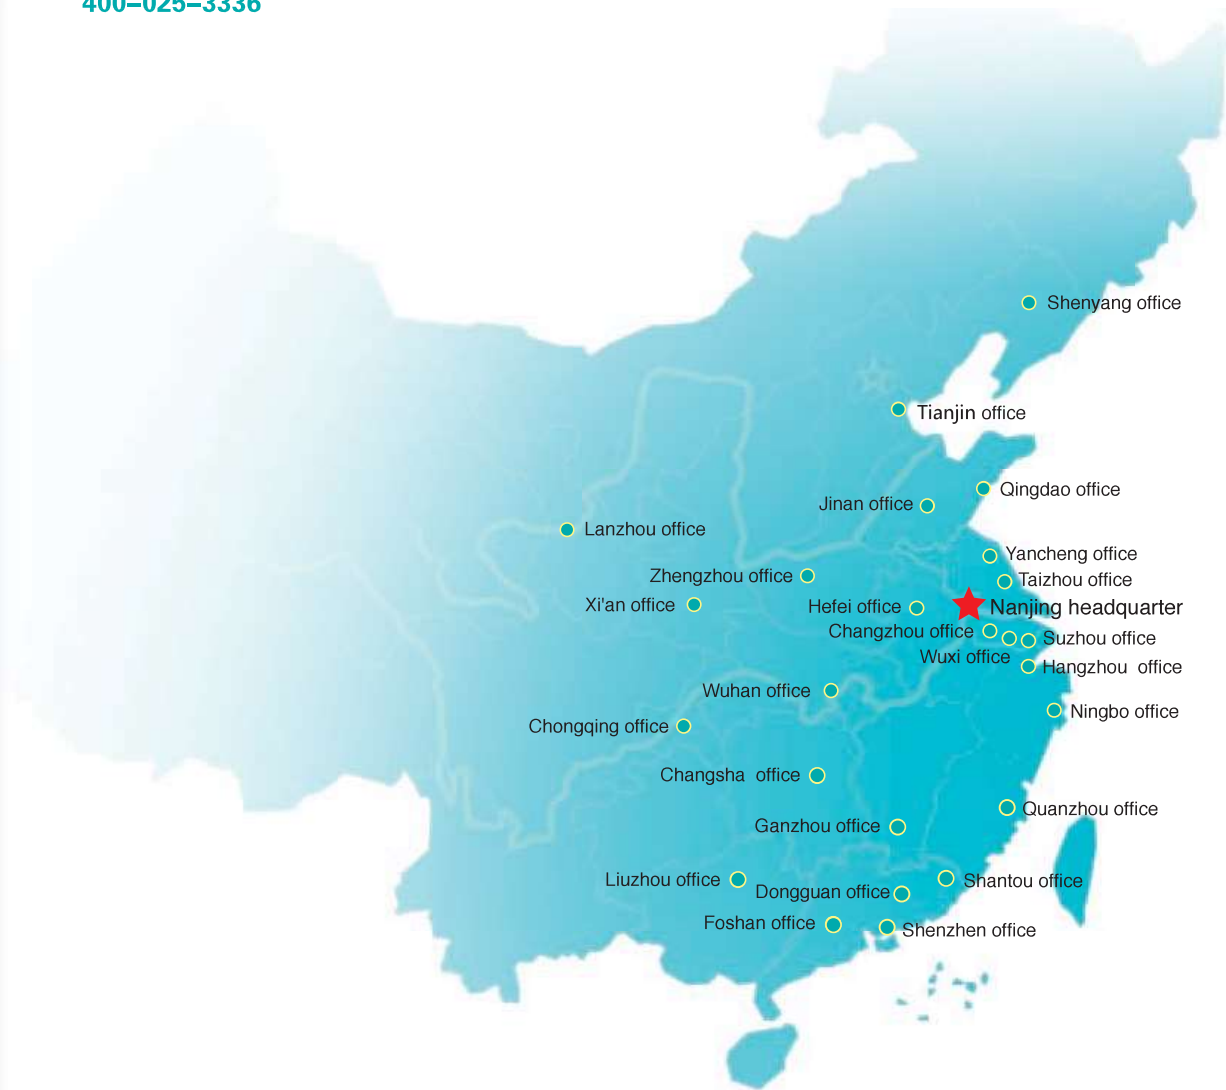 400–025–3336
Shenyang office
Tianjin office
Qingdao office
Jinan office
Lanzhou office
Yancheng office
Zhengzhou office
Taizhou office
Xi'an office
Hefei office
Nanjing headquarter
Changzhou office
Suzhou office
Wuxi office
Hangzhou office
Wuhan office
Ningbo office
Chongqing office
Changsha office
Quanzhou office
Ganzhou office
Liuzhou office
Shantou office
Dongguan office
Foshan office
Shenzhen office